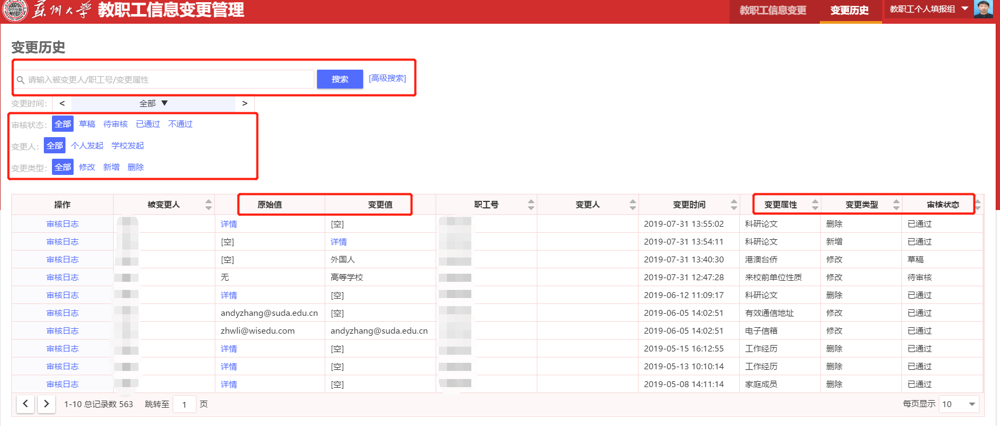 蘇州大學 教职工信息变更管理 教职工信息变更 变更历史 教职工个人填报组
变更历史
请输入被变更人/职工号/变更属性 搜索 [高级搜索]
变更时间: < 全部 ▼ >
审核状态: 全部 草稿 待审核 已通过 不通过
变更人: 全部 个人发起 学校发起
变更类型: 全部 修改 新增 删除
操作 被变更人 原始值 变更值 职工号 变更人 变更时间 变更属性 变更类型 审核状态
审核日志 详情 [空] 2019-07-31 13:55:02 科研论文 删除 已通过
审核日志 [空] 详情 2019-07-31 13:54:11 科研论文 新增 已通过
审核日志 [空] 外国人 2019-07-31 13:40:30 港澳台侨 修改 草稿
审核日志 无 高等学校 2019-07-31 12:47:28 来校前单位性质 修改 待审核
审核日志 详情 [空] 2019-06-12 11:09:17 科研论文 删除 已通过
审核日志 andyzhang@suda.edu.cn [空] 2019-06-05 14:02:51 有效通信地址 修改 已通过
审核日志 zhwli@wisedu.com andyzhang@suda.edu.cn 2019-06-05 14:02:51 电子信箱 修改 已通过
审核日志 详情 [空] 2019-05-15 16:12:55 工作经历 删除 已通过
审核日志 详情 [空] 2019-05-13 10:10:14 工作经历 删除 已通过
审核日志 详情 [空] 2019-05-08 14:11:14 家庭成员 删除 已通过
1-10 总记录数 563 跳转至 1 页 每页显示 10